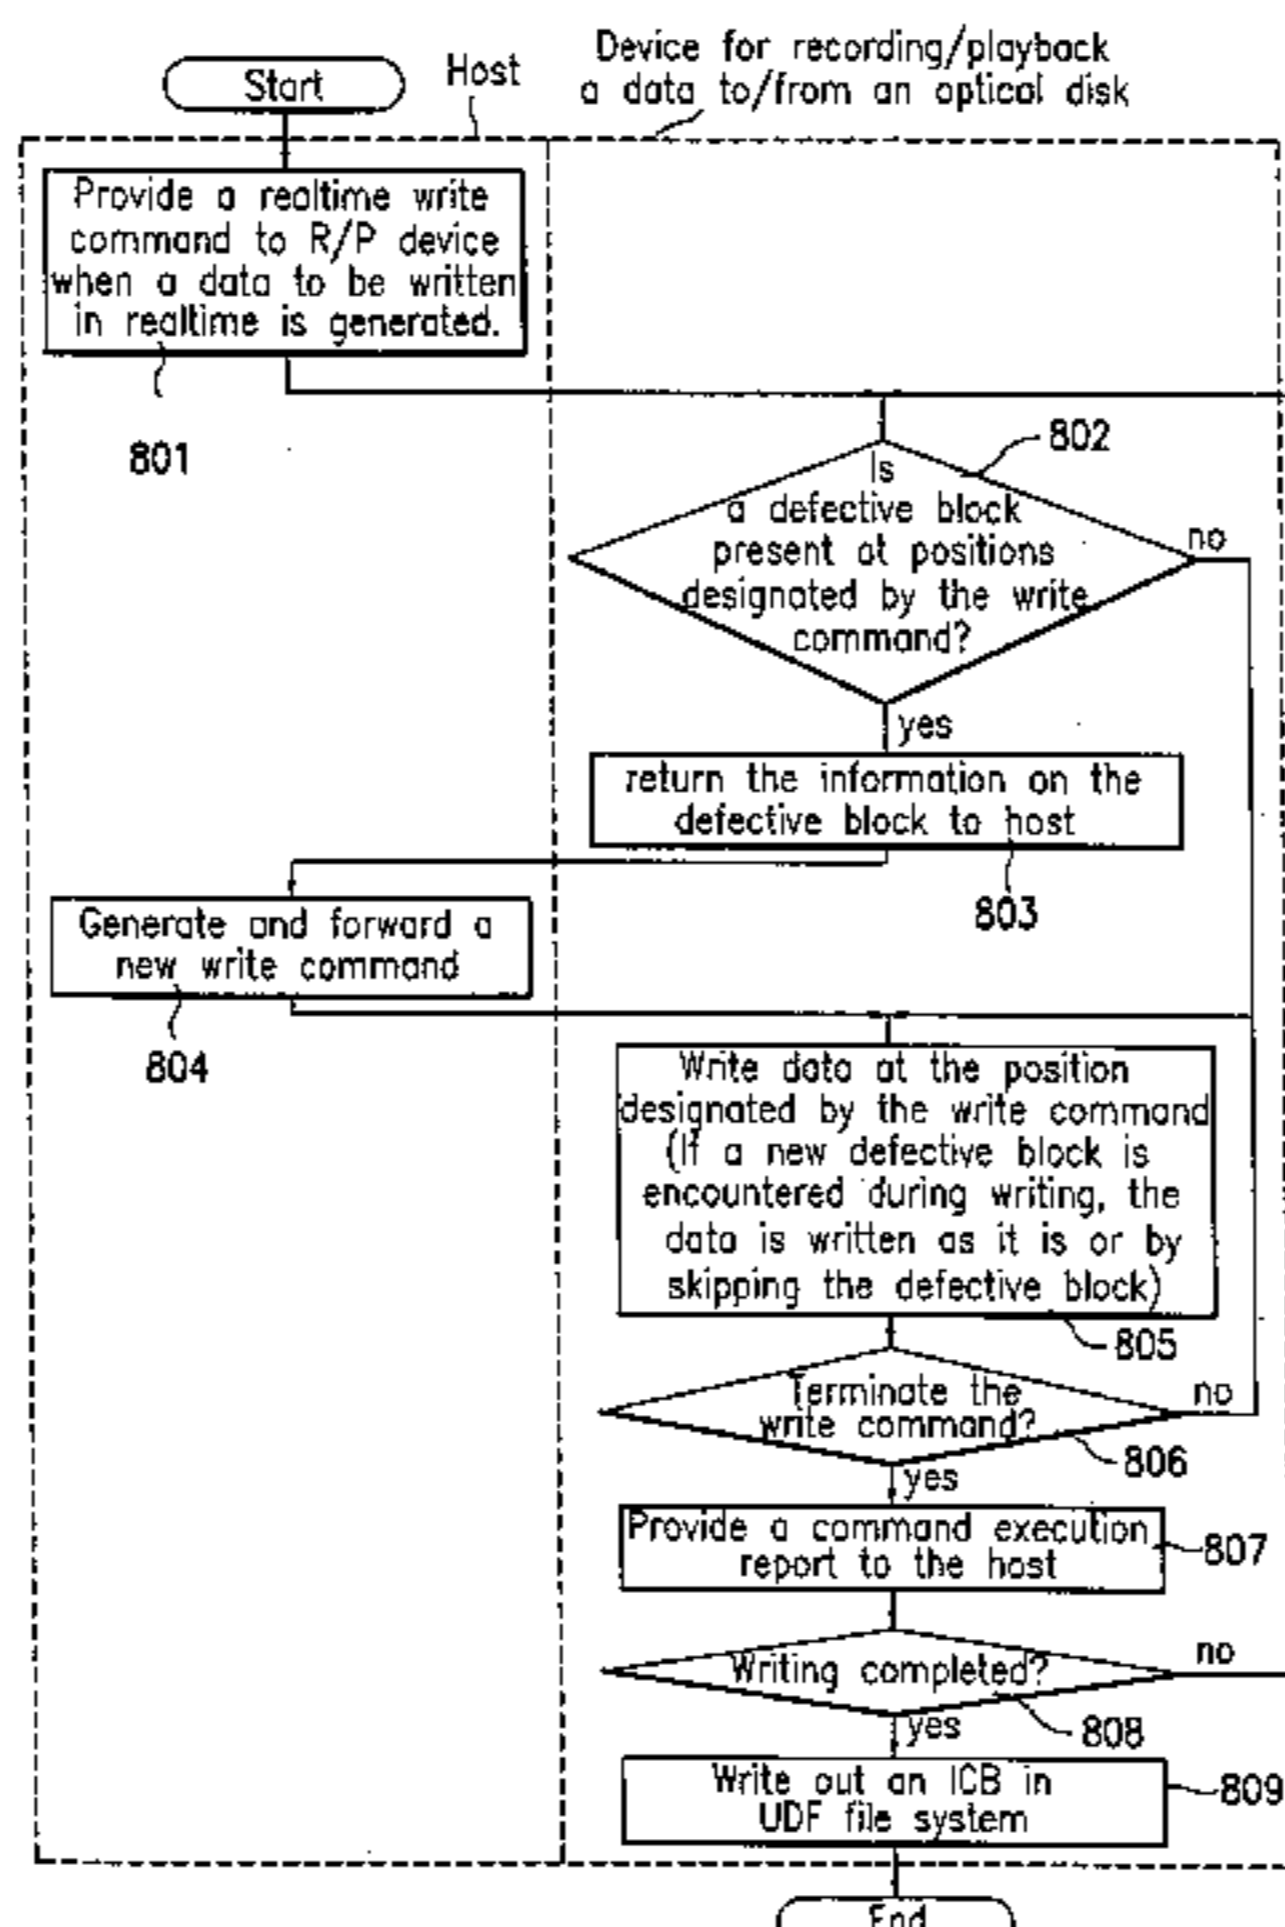 Start
Host
Device for recording/playback
a data to/from an optical disk
Provide a realtime write
command to R/P device
when a data to be written
in realtime is generated.
801
802
Is
a defective block
present at positions
designated by the write
command?
no
yes
return the information on the
defective block to host
803
Generate and forward a
new write command
804
Write data at the position
designated by the write command
(If a new defective block is
encountered during writing, the
data is written as it is or by
skipping the defective block)
805
Terminate the
write command?
no
806
yes
Provide a command execution
report to the host
807
Writing completed?
no
808
yes
Write out an ICB in
UDF file system
809
End